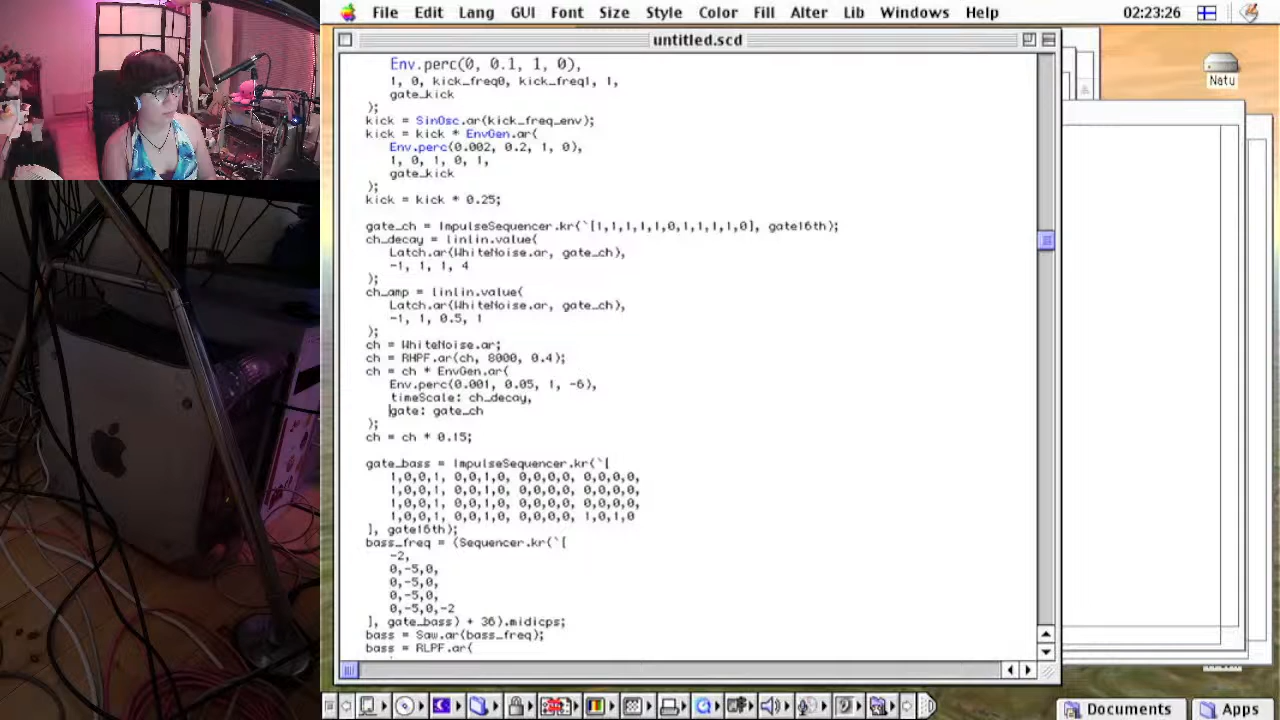 File Edit Lang GUI Font Size Style Color Fill Alter Lib Windows Help 02:23:26
untitled.scd
Env.perc(0, 0.1, 1, 0),
1, 0, kick_freq0, kick_freq1, 1,
gate_kick
);
kick = SinOsc.ar(kick_freq_env);
kick = kick * EnvGen.ar(
Env.perc(0.002, 0.2, 1, 0),
1, 0, 1, 0, 1,
gate_kick
);
kick = kick * 0.25;
gate_ch = ImpulseSequencer.kr(`[1,1,1,1,1,0,1,1,1,1,0], gate16th);
ch_decay = linlin.value(
Latch.ar(WhiteNoise.ar, gate_ch),
-1, 1, 1, 4
);
ch_amp = linlin.value(
Latch.ar(WhiteNoise.ar, gate_ch),
-1, 1, 0.5, 1
);
ch = WhiteNoise.ar;
ch = RHPF.ar(ch, 8000, 0.4);
ch = ch * EnvGen.ar(
Env.perc(0.001, 0.05, 1, -6),
timeScale: ch_decay,
gate: gate_ch
);
ch = ch * 0.15;
gate_bass = ImpulseSequencer.kr(`[
1,0,0,1, 0,0,1,0, 0,0,0,0, 0,0,0,0,
1,0,0,1, 0,0,1,0, 0,0,0,0, 0,0,0,0,
1,0,0,1, 0,0,1,0, 0,0,0,0, 0,0,0,0,
1,0,0,1, 0,0,1,0, 0,0,0,0, 1,0,1,0
], gate16th);
bass_freq = (Sequencer.kr(`[
-2,
0,-5,0,
0,-5,0,
0,-5,0,
0,-5,0,-2
], gate_bass) + 36).midicps;
bass = Saw.ar(bass_freq);
bass = RLPF.ar(
Natu
Documents
Apps